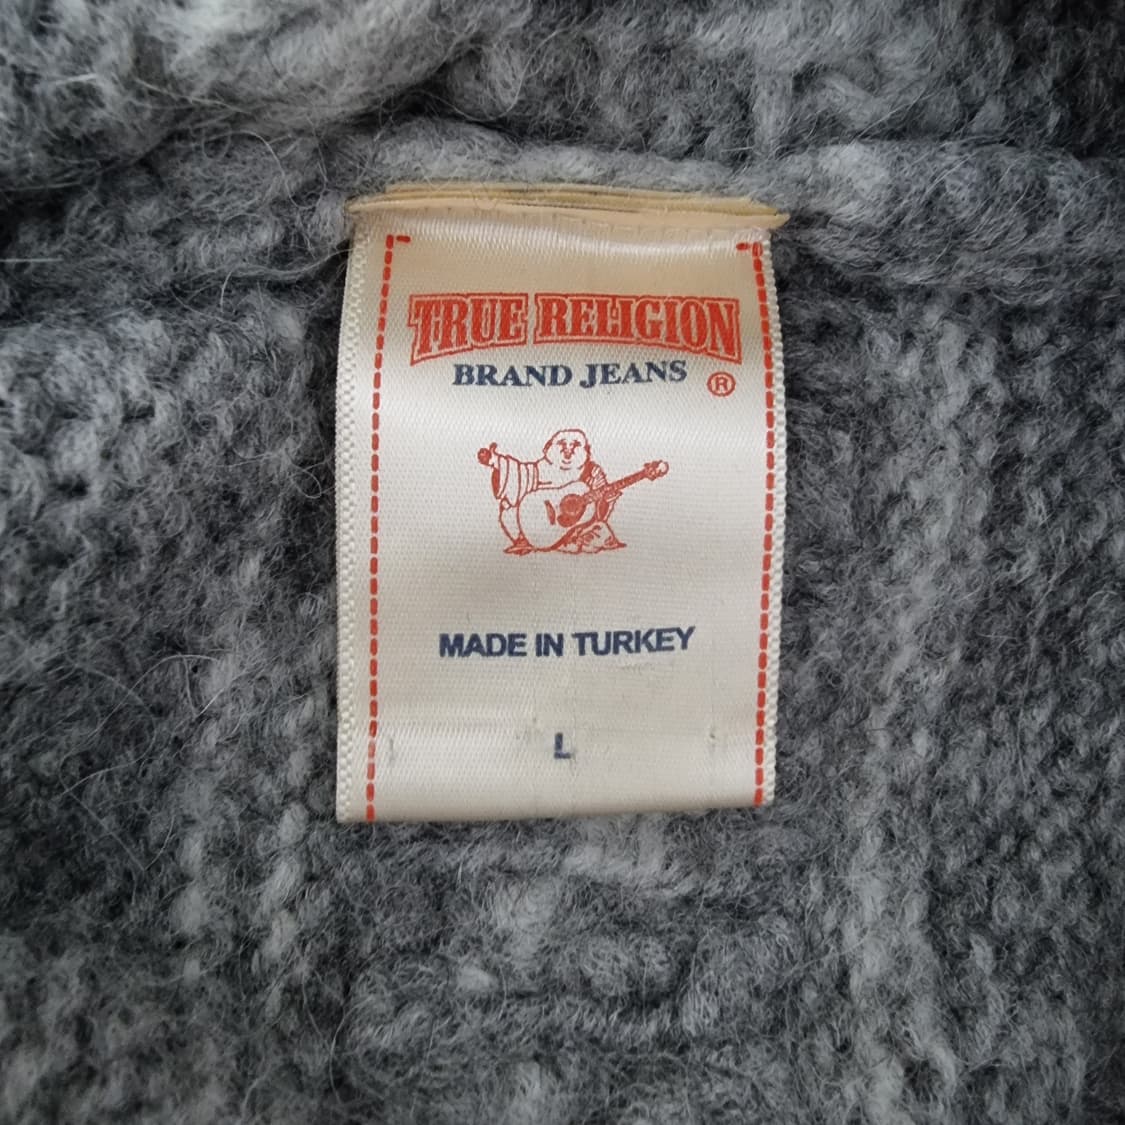 TRUE RELIGION
BRAND JEANS ®
MADE IN TURKEY
L